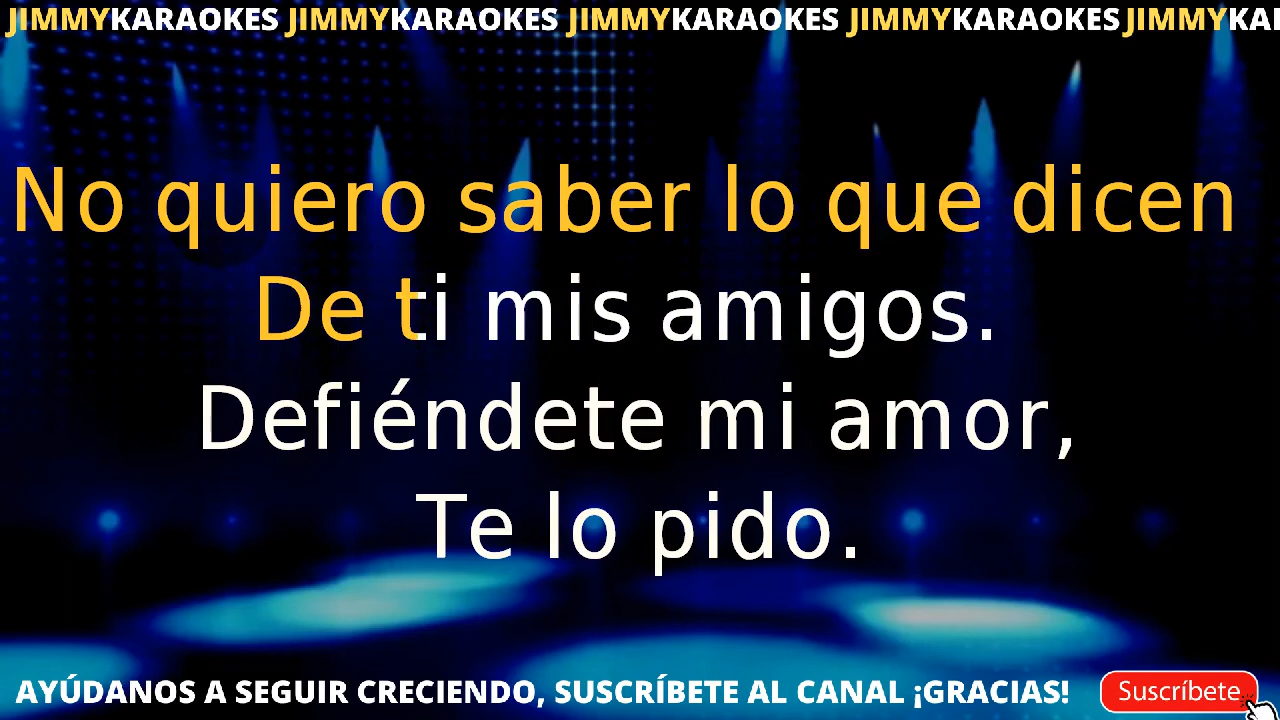 JIMMYKARAOKES JIMMYKARAOKES JIMMYKARAOKES JIMMYKARAOKES JIMMYKA
No quiero saber lo que dicen
De ti mis amigos.
Defiéndete mi amor,
Te lo pido.
AYÚDANOS A SEGUIR CRECIENDO, SUSCRÍBETE AL CANAL ¡GRACIAS! Suscríbete